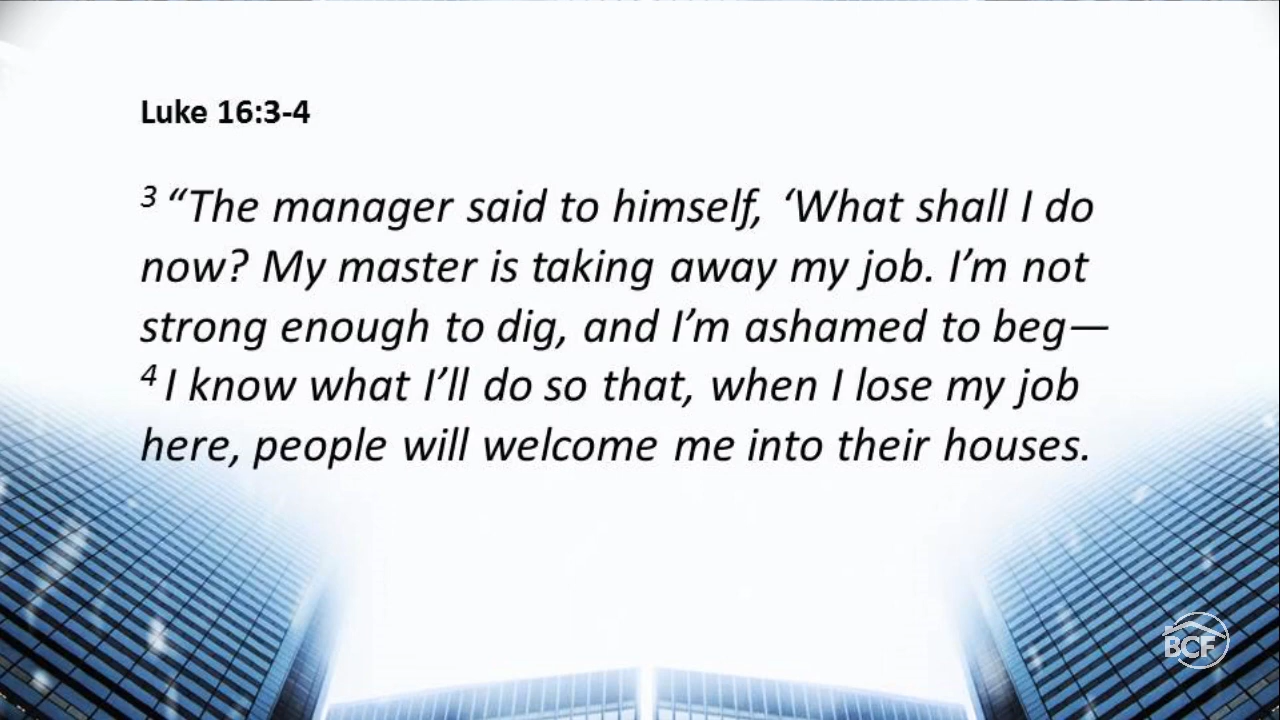 Luke 16:3-4
3 “The manager said to himself, ‘What shall I do
now? My master is taking away my job. I’m not
strong enough to dig, and I’m ashamed to beg—
4 I know what I’ll do so that, when I lose my job
here, people will welcome me into their houses.
BCF